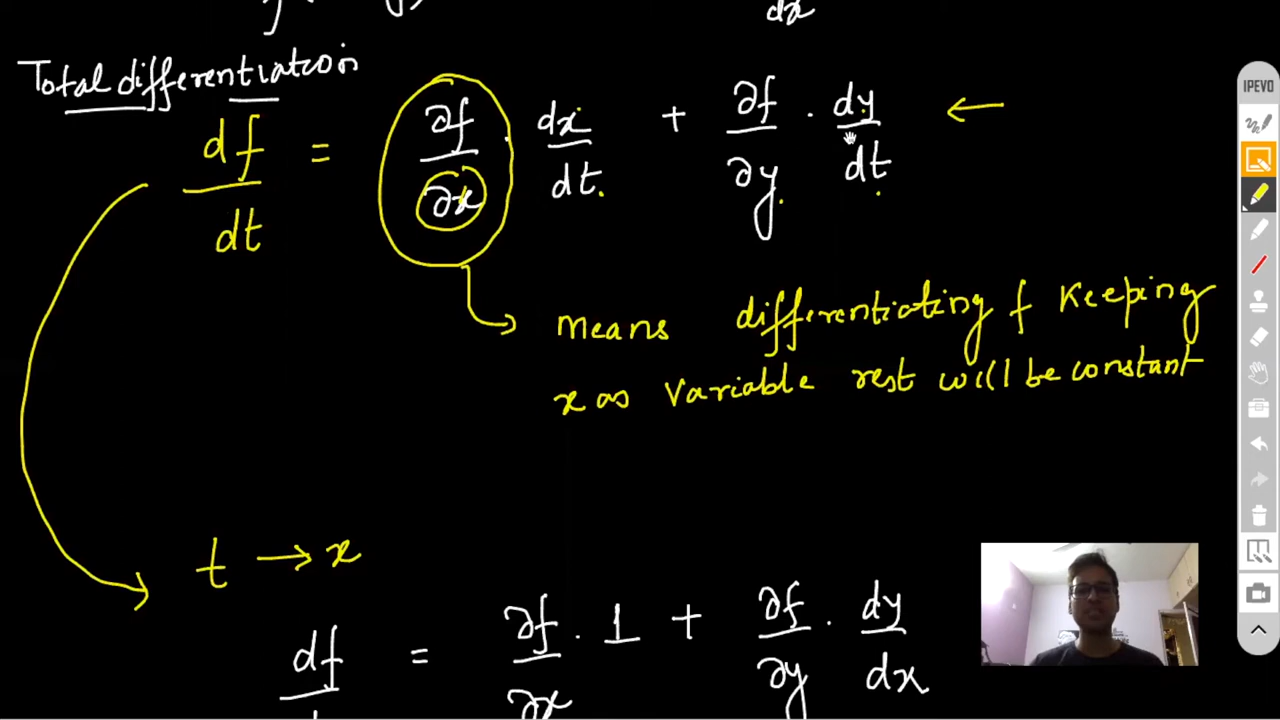 dx
Total differentiation
df/dt = ∂f/∂x · dx/dt + ∂f/∂y · dy/dt ←
means differentiating f keeping
x as variable rest will be constant
t → x
df = ∂f/∂x · 1 + ∂f/∂y · dy/dx
IPEVO